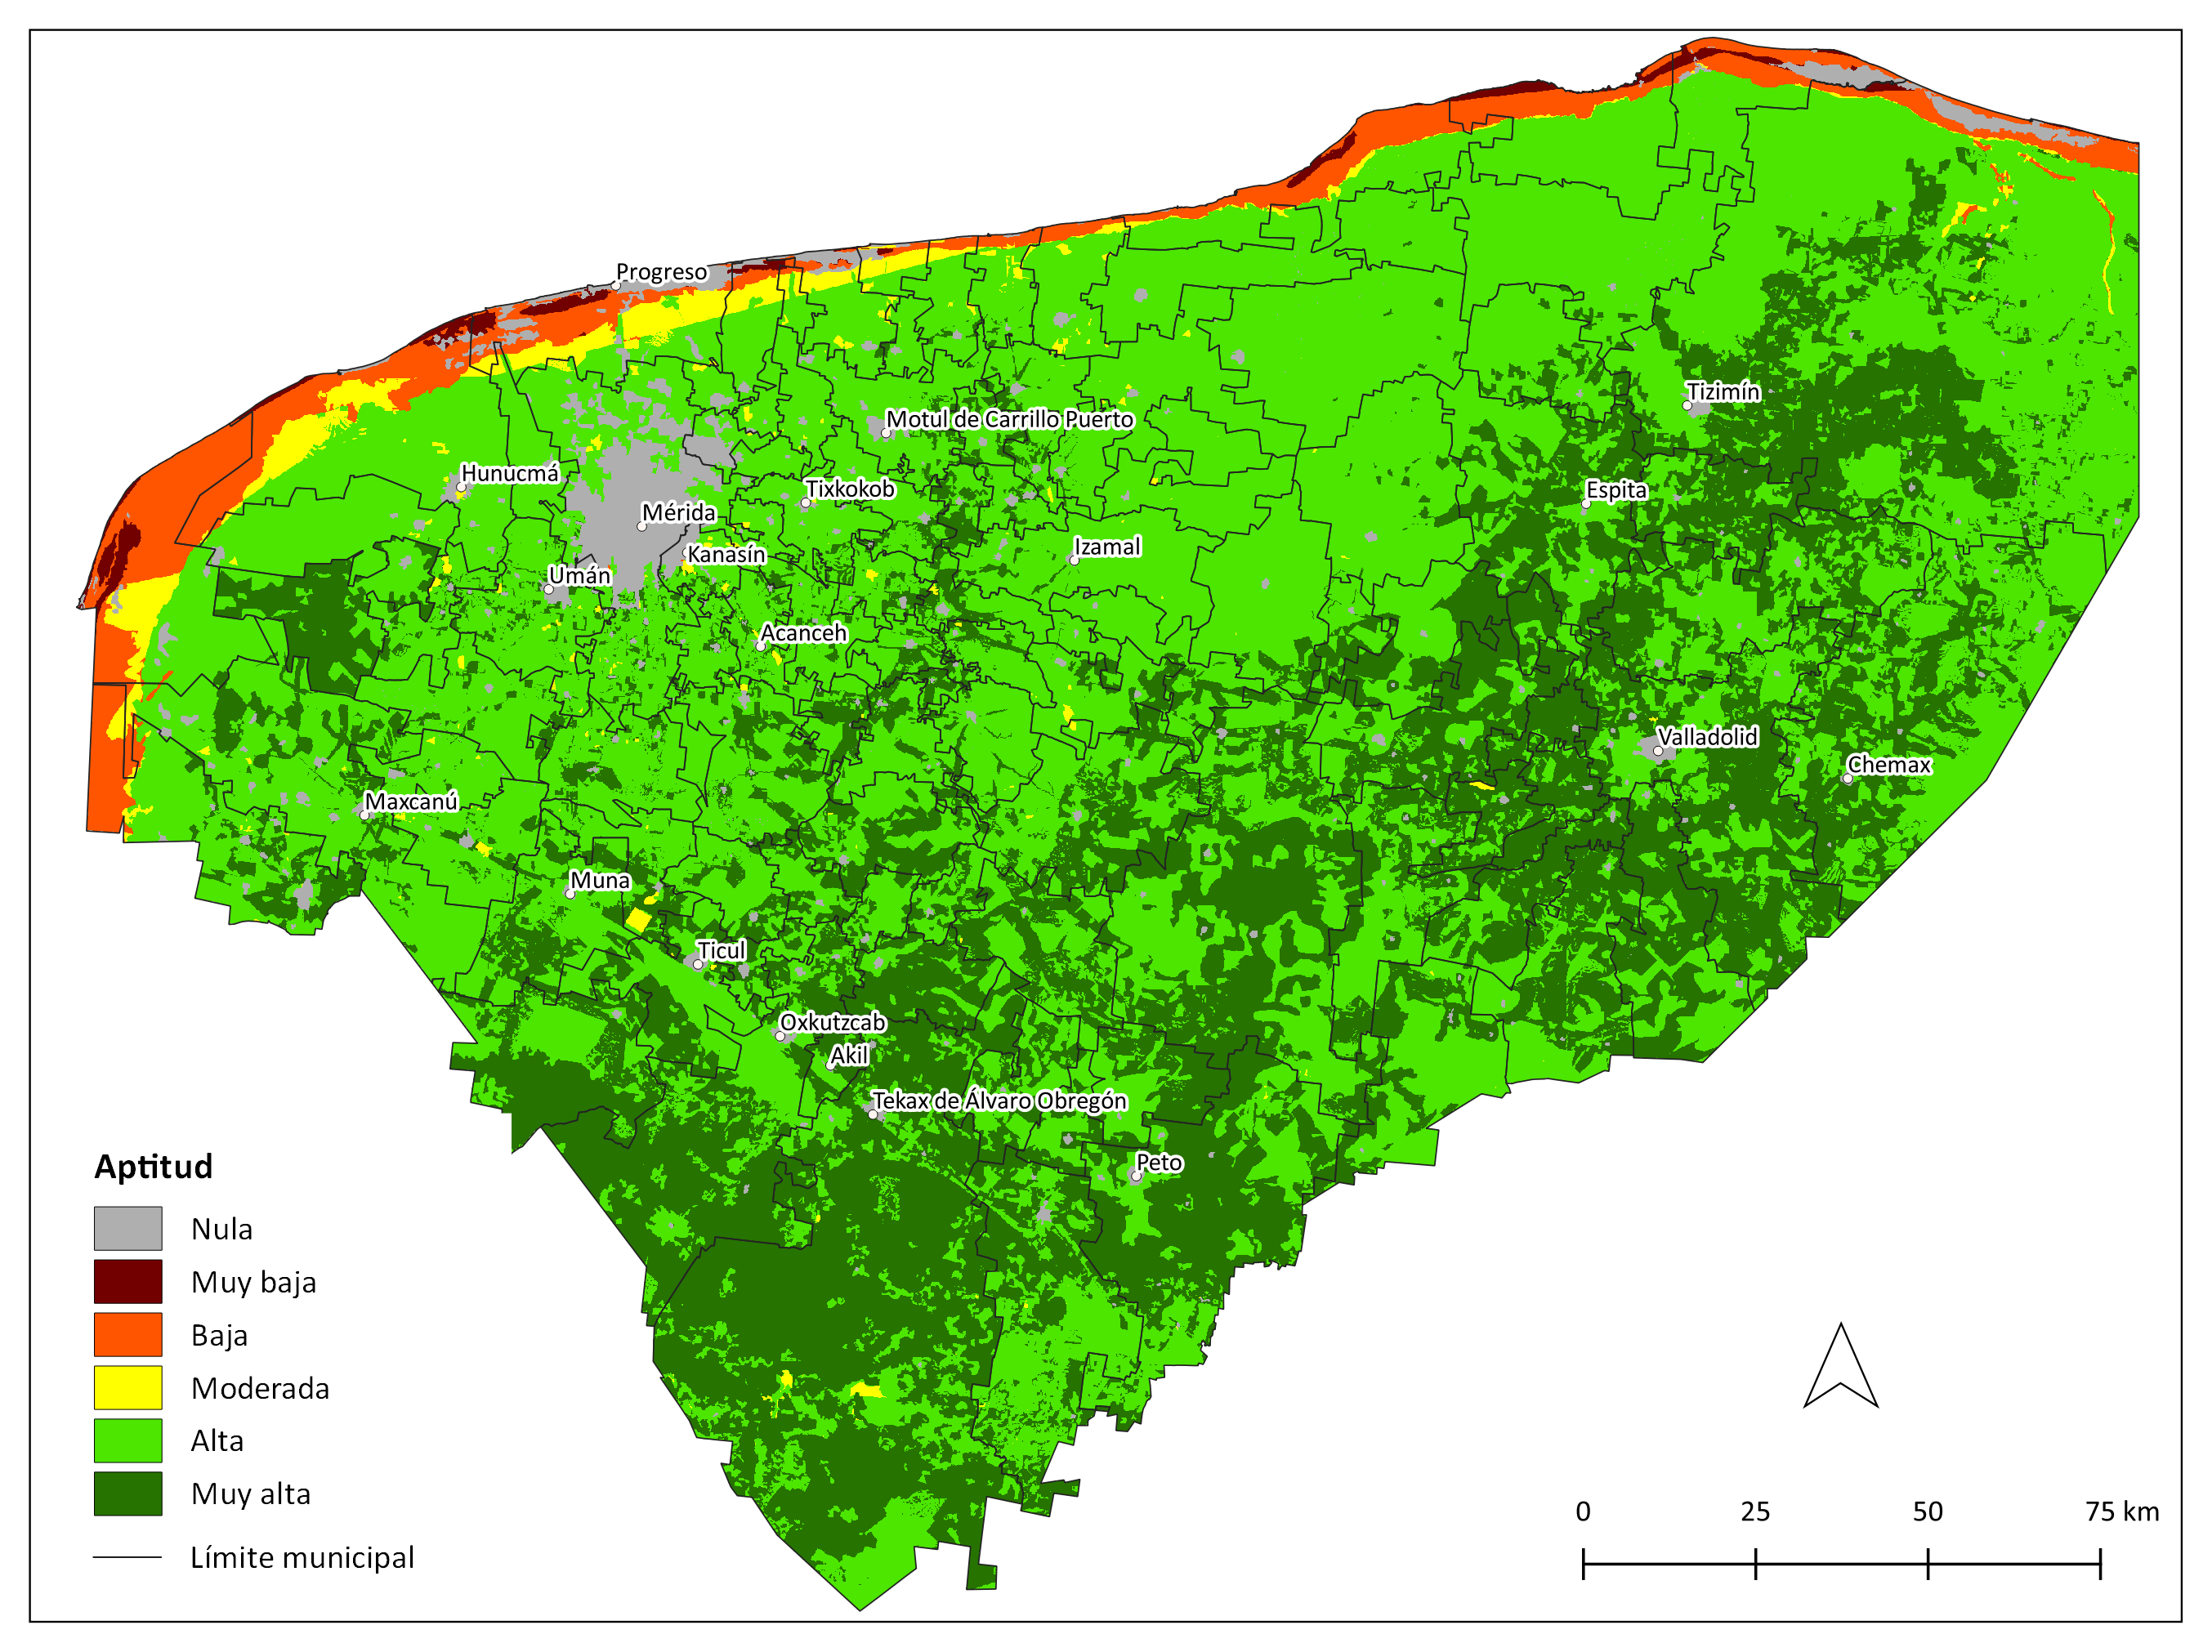 Progreso
Tizimín
Motul de Carrillo Puerto
Hunucmá
Tixkokob
Espita
Mérida
Kanasín
Izamal
Umán
Acanceh
Valladolid
Chemax
Maxcanú
Muna
Ticul
Oxkutzcab
Akil
Tekax de Álvaro Obregón
Peto
Aptitud
Nula
Muy baja
Baja
Moderada
Alta
Muy alta
Límite municipal
0 25 50 75 km